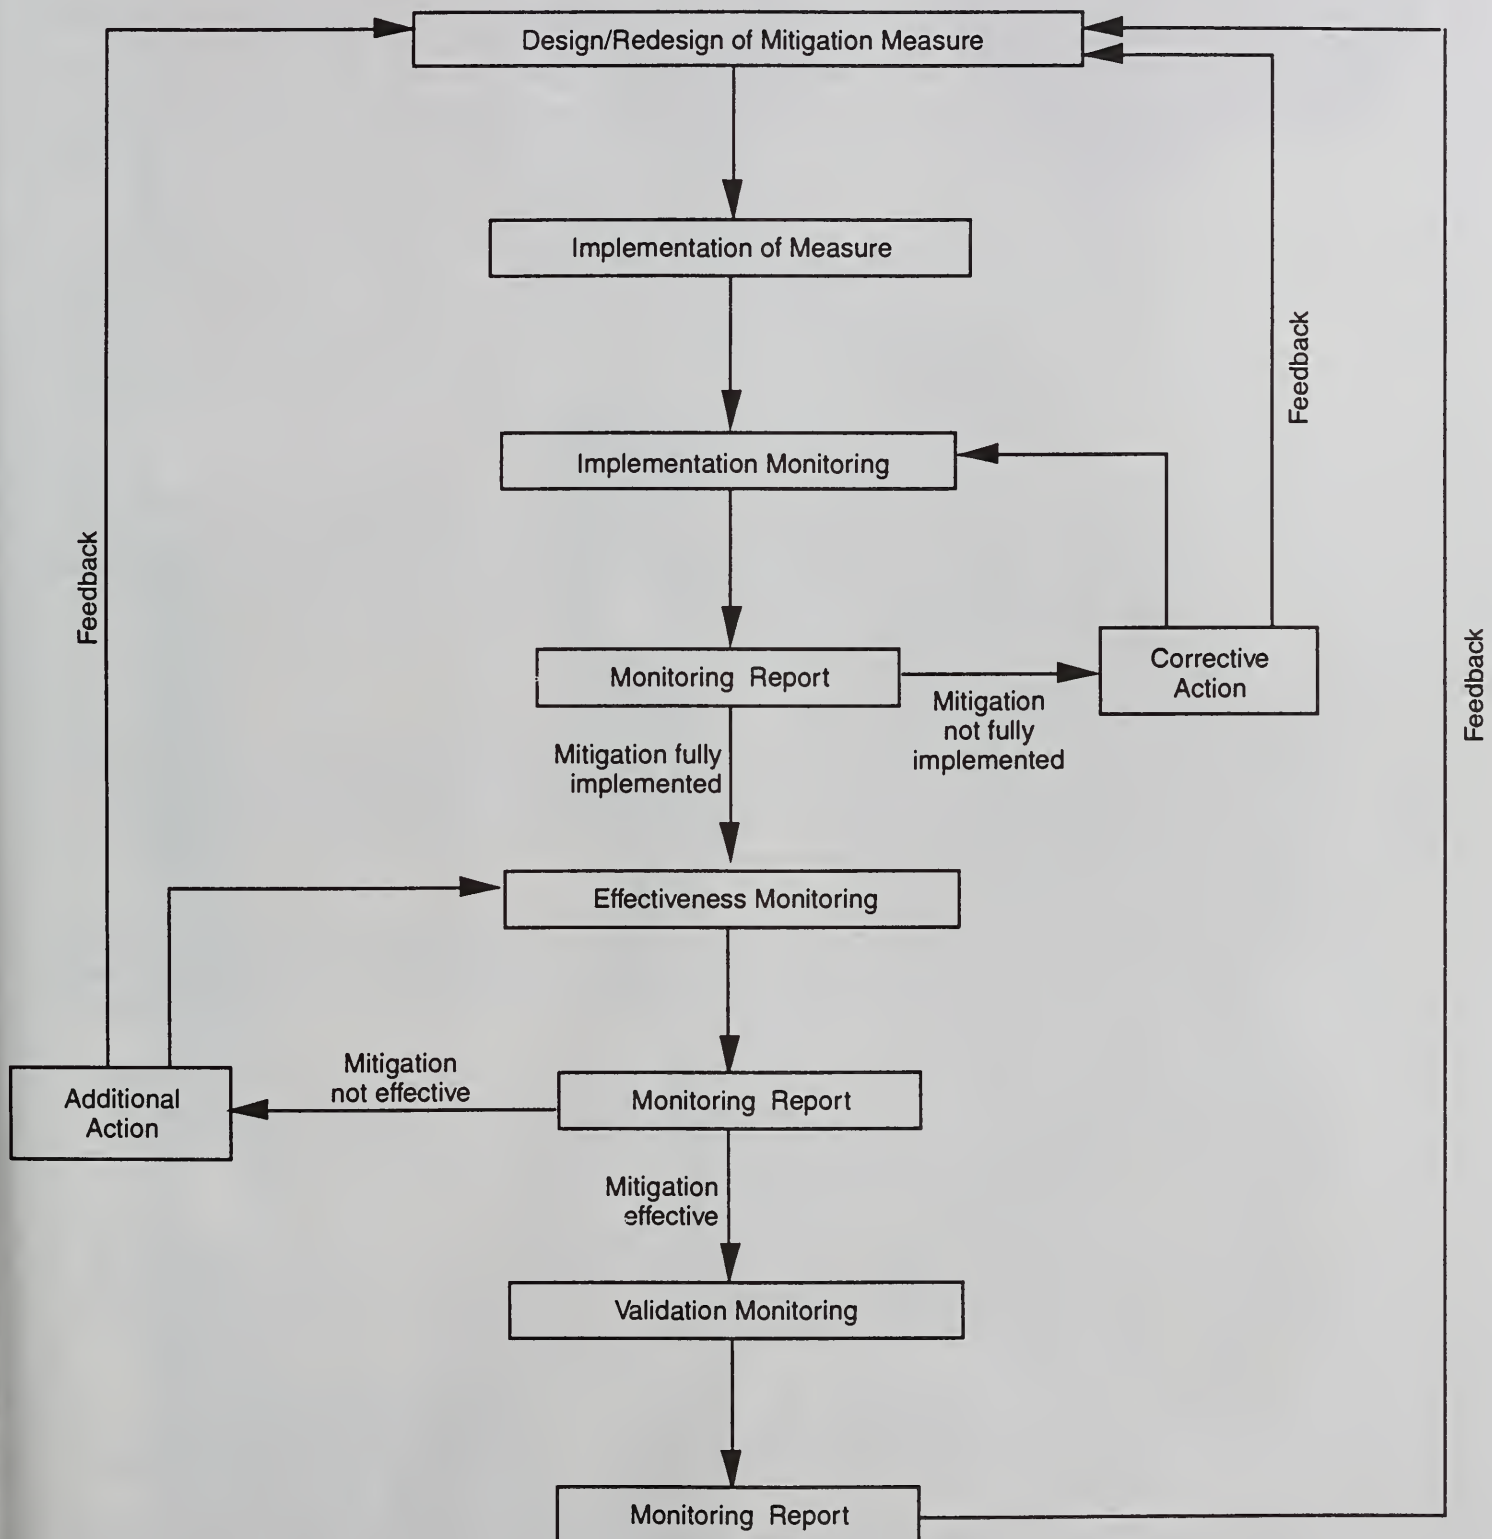 Design/Redesign of Mitigation Measure
Implementation of Measure
Feedback
Implementation Monitoring
Feedback
Monitoring Report
Corrective
Action
Feedback
Mitigation
not fully
implemented
Mitigation fully
implemented
Effectiveness Monitoring
Mitigation
not effective
Additional
Action
Monitoring Report
Mitigation
effective
Validation Monitoring
Monitoring Report